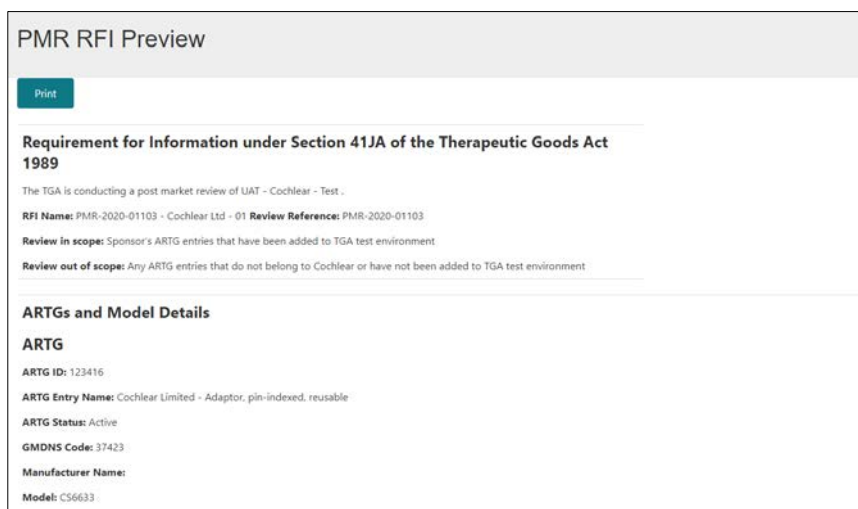 PMR RFI Preview
Print
Requirement for Information under Section 41JA of the Therapeutic Goods Act
1989
The TGA is conducting a post market review of UAT - Cochlear - Test .
RFI Name: PMR-2020-01103 - Cochlear Ltd - 01 Review Reference: PMR-2020-01103
Review in scope: Sponsor's ARTG entries that have been added to TGA test environment
Review out of scope: Any ARTG entries that do not belong to Cochlear or have not been added to TGA test environment
ARTGs and Model Details
ARTG
ARTG ID: 123416
ARTG Entry Name: Cochlear Limited - Adaptor, pin-indexed, reusable
ARTG Status: Active
GMDNS Code: 37423
Manufacturer Name:
Model: CS6633